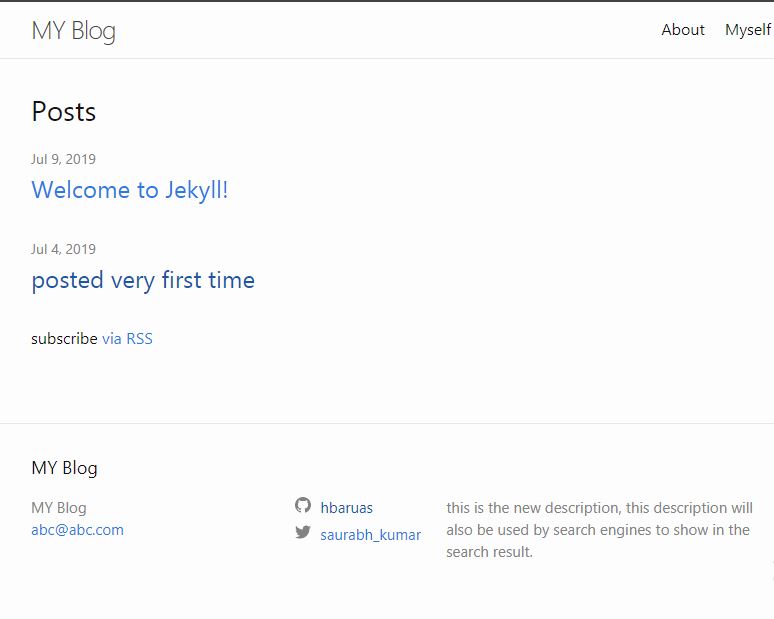 MY Blog
About Myself
Posts
Jul 9, 2019
Welcome to Jekyll!
Jul 4, 2019
posted very first time
subscribe via RSS
MY Blog
MY Blog
abc@abc.com
hbaruas
saurabh_kumar
this is the new description, this description will
also be used by search engines to show in the
search result.